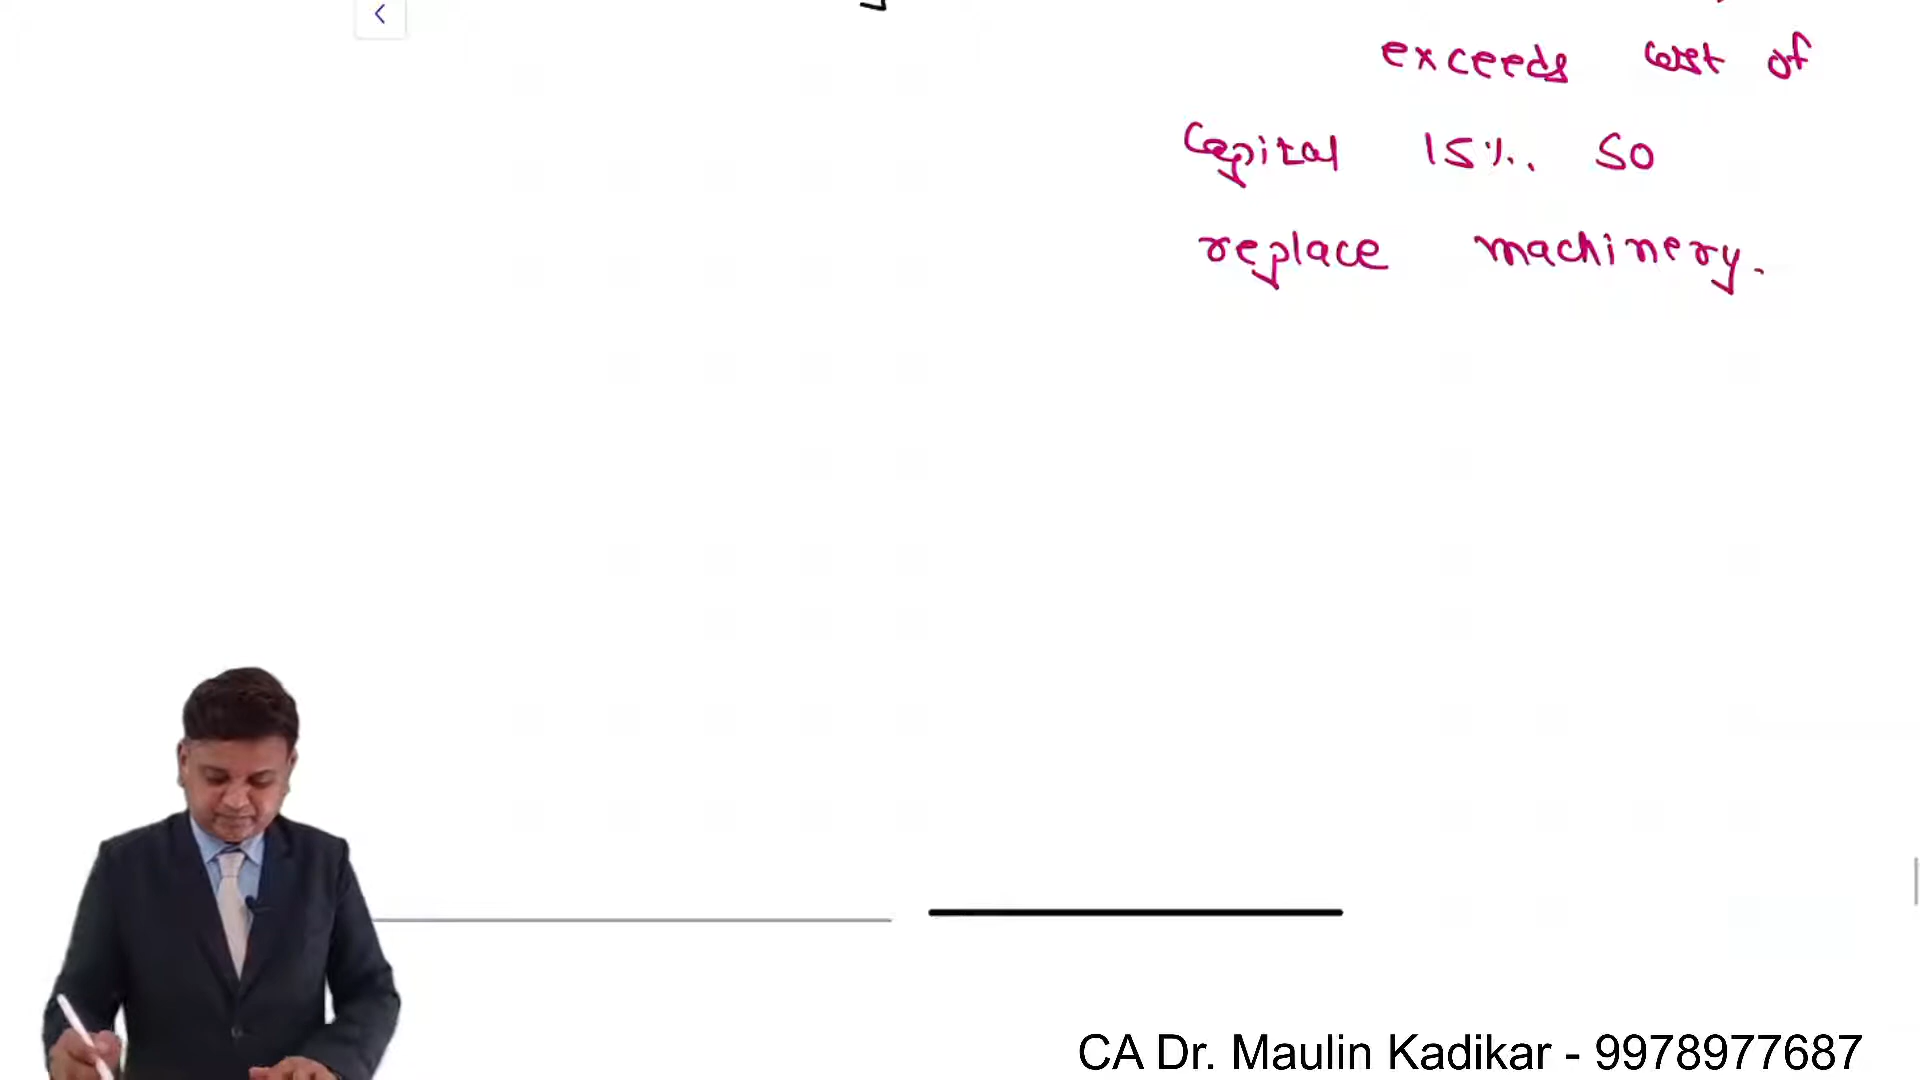 exceeds cost of
Capital 15%. So
replace machinery.
CA Dr. Maulin Kadikar - 9978977687